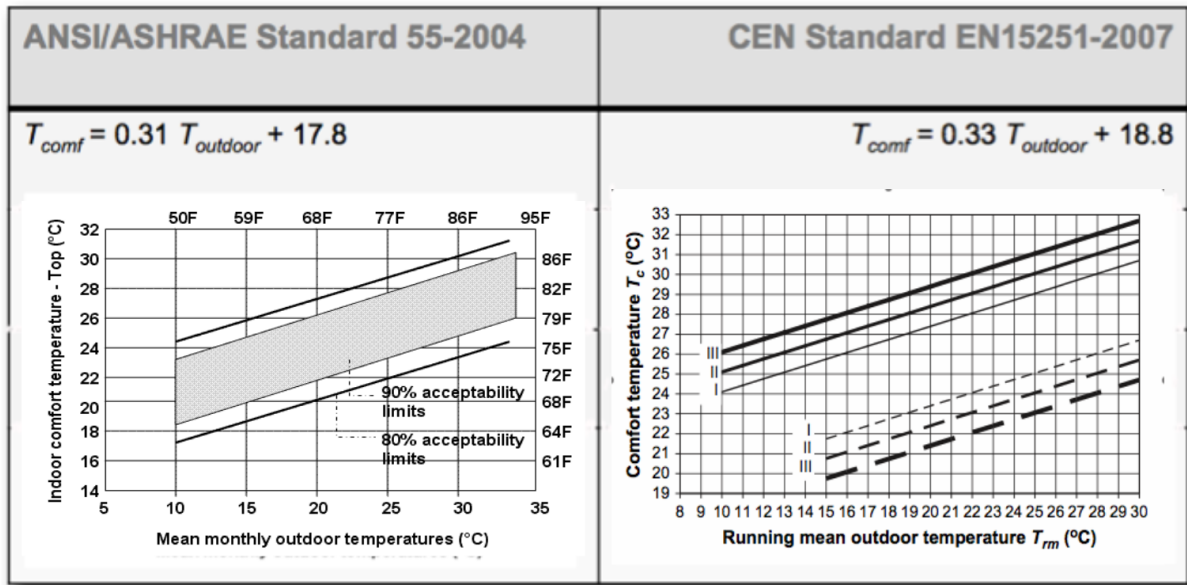 ANSI/ASHRAE Standard 55-2004
CEN Standard EN15251-2007
T_comf = 0.31 T_outdoor + 17.8
T_comf = 0.33 T_outdoor + 18.8
50F 59F 68F 77F 86F 95F
Indoor comfort temperature - Top (°C)
32
30
28
26
24
22
20
18
16
14
86F
82F
79F
75F
72F
68F
64F
61F
90% acceptability
limits
80% acceptability
limits
5 10 15 20 25 30 35
Mean monthly outdoor temperatures (°C)
Comfort temperature Tc (°C)
33
32
31
30
29
28
27
26
25
24
23
22
21
20
19
III
II
I
I
II
III
8 9 10 11 12 13 14 15 16 17 18 19 20 21 22 23 24 25 26 27 28 29 30
Running mean outdoor temperature Trm (°C)